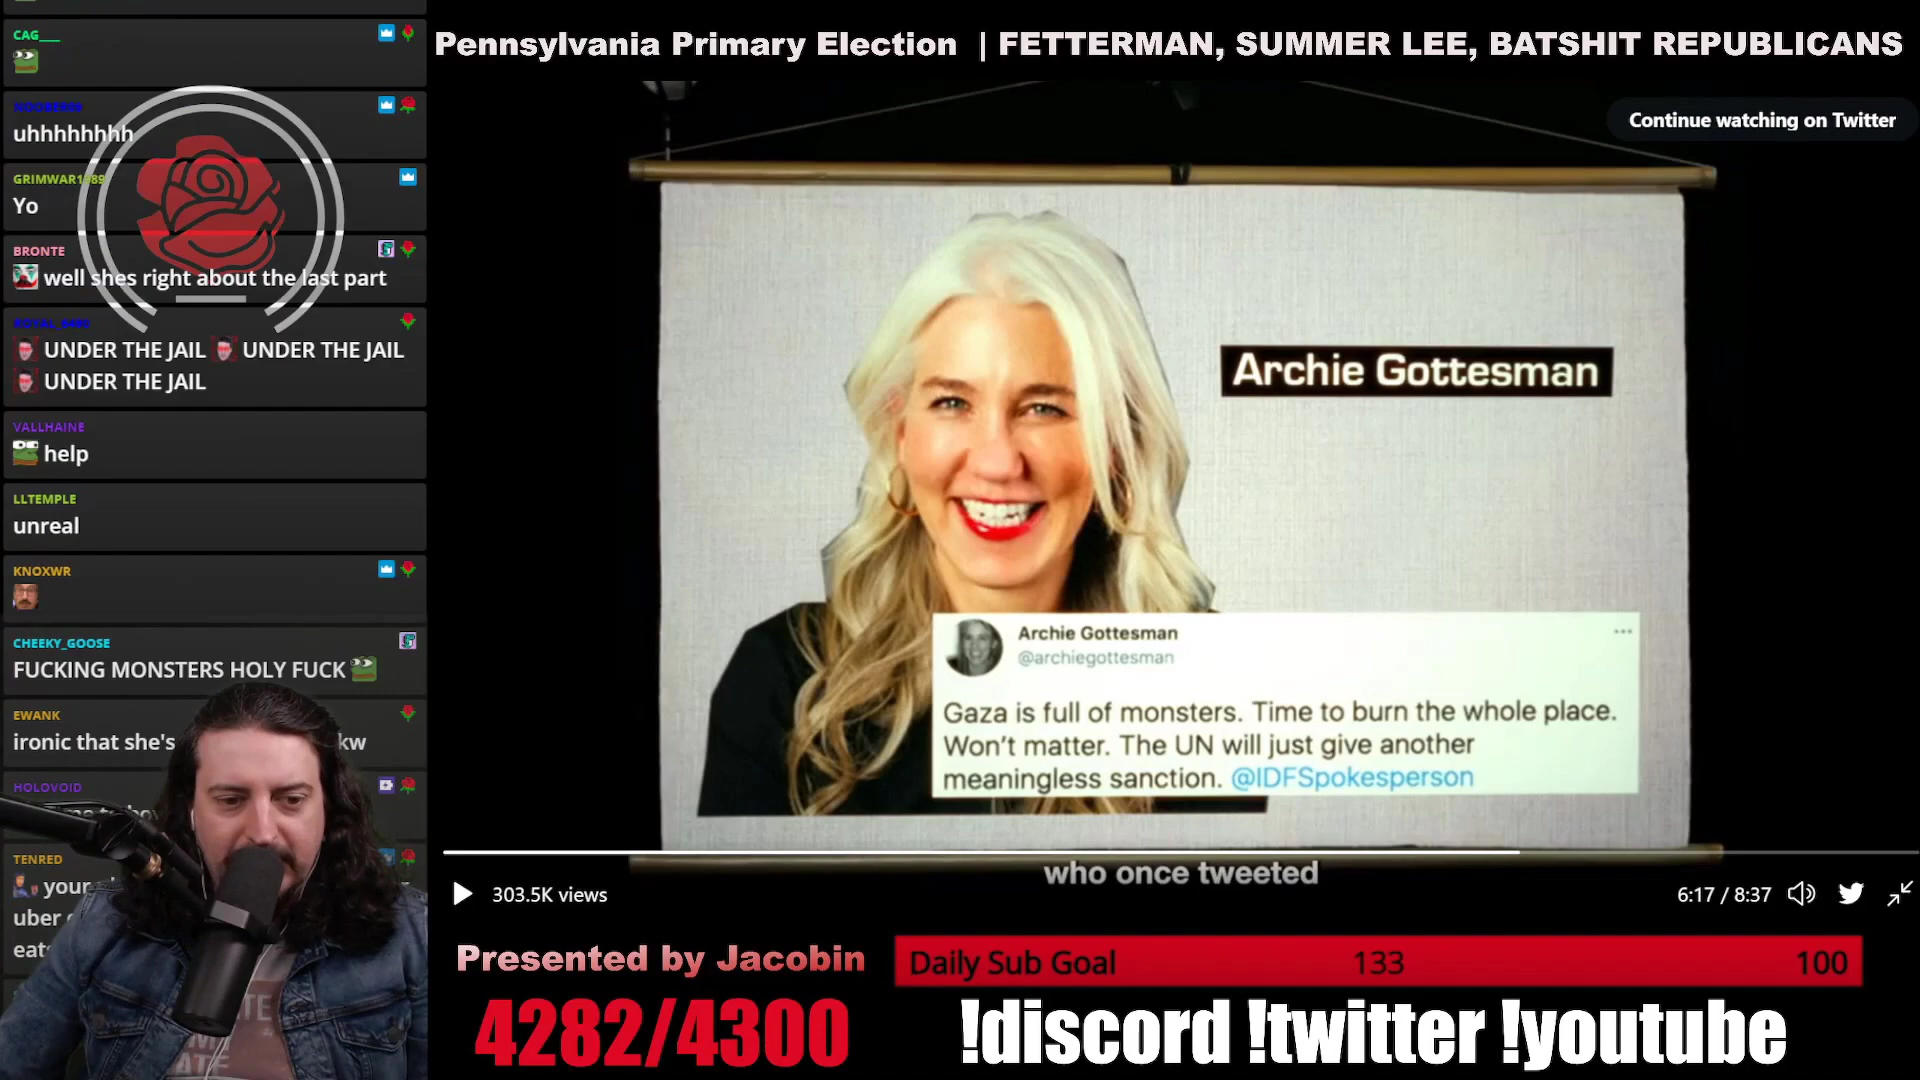 CAG___
uhhhhhhhh
GRIMWAR1989
Yo
BRONTE
well shes right about the last part
UNDER THE JAIL UNDER THE JAIL
UNDER THE JAIL
VALLHAINE
help
LLTEMPLE
unreal
KNOXWR
CHEEKY_GOOSE
FUCKING MONSTERS HOLY FUCK
EWANK
ironic that she's
HOLOVOID
TENRED
uber
Pennsylvania Primary Election | FETTERMAN, SUMMER LEE, BATSHIT REPUBLICANS
Continue watching on Twitter
Archie Gottesman
Archie Gottesman
@archiegottesman
Gaza is full of monsters. Time to burn the whole place.
Won't matter. The UN will just give another
meaningless sanction. @IDFSpokesperson
who once tweeted
303.5K views
6:17 / 8:37
Presented by Jacobin
Daily Sub Goal 133 100
4282/4300
!discord !twitter !youtube